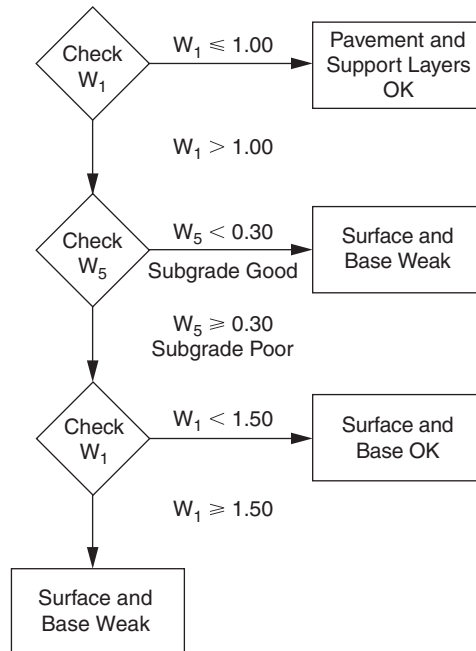 Check
W₁
W₁ ⩽ 1.00
Pavement and
Support Layers
OK
W₁ > 1.00
Check
W₅
W₅ < 0.30
Subgrade Good
Surface and
Base Weak
W₅ ⩾ 0.30
Subgrade Poor
Check
W₁
W₁ < 1.50
Surface and
Base OK
W₁ ⩾ 1.50
Surface and
Base Weak